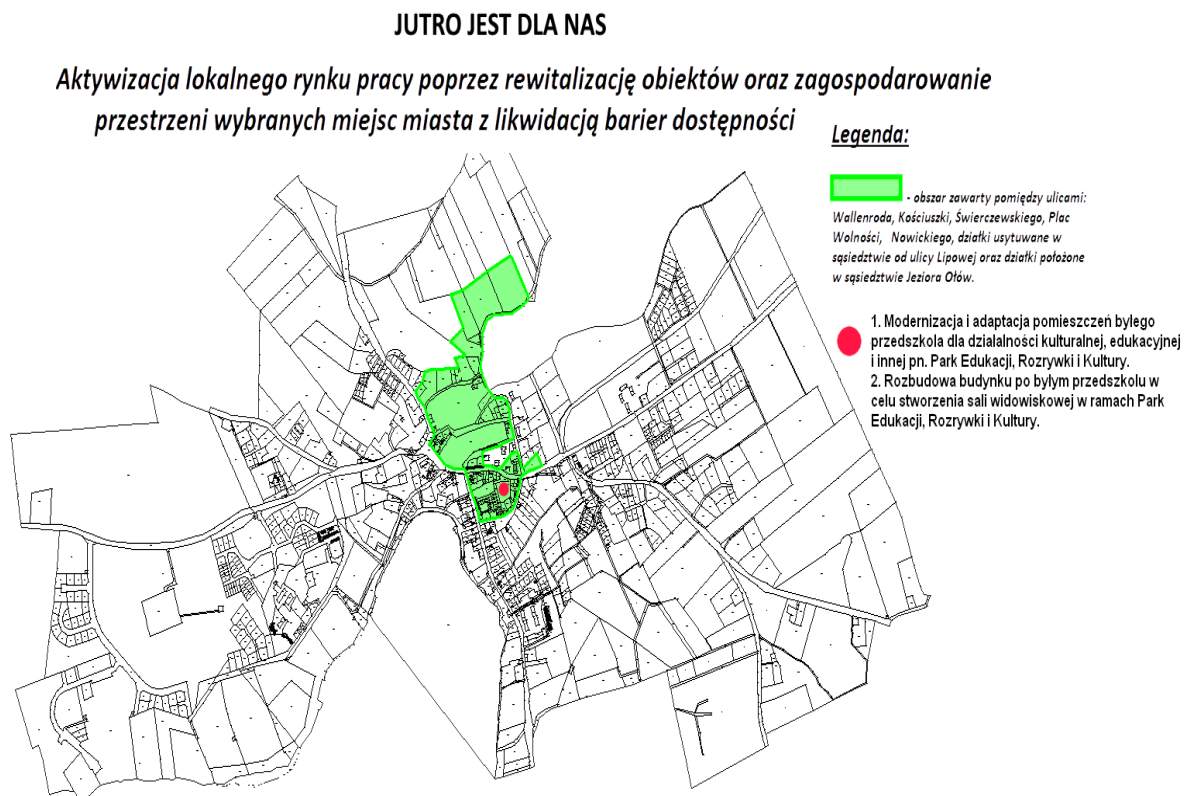 JUTRO JEST DLA NAS
Aktywizacja lokalnego rynku pracy poprzez rewitalizację obiektów oraz zagospodarowanie
przestrzeni wybranych miejsc miasta z likwidacją barier dostępności
Legenda:
- obszar zawarty pomiędzy ulicami:
Wallenroda, Kościuszki, Świerczewskiego, Plac
Wolności, Nowickiego, działki usytuwane w
sąsiedztwie od ulicy Lipowej oraz działki położone
w sąsiedztwie Jeziora Ołów.
1. Modernizacja i adaptacja pomieszczeń byłego
przedszkola dla działalności kulturalnej, edukacyjnej
i innej pn. Park Edukacji, Rozrywki i Kultury.
2. Rozbudowa budynku po byłym przedszkolu w
celu stworzenia sali widowiskowej w ramach Park
Edukacji, Rozrywki i Kultury.